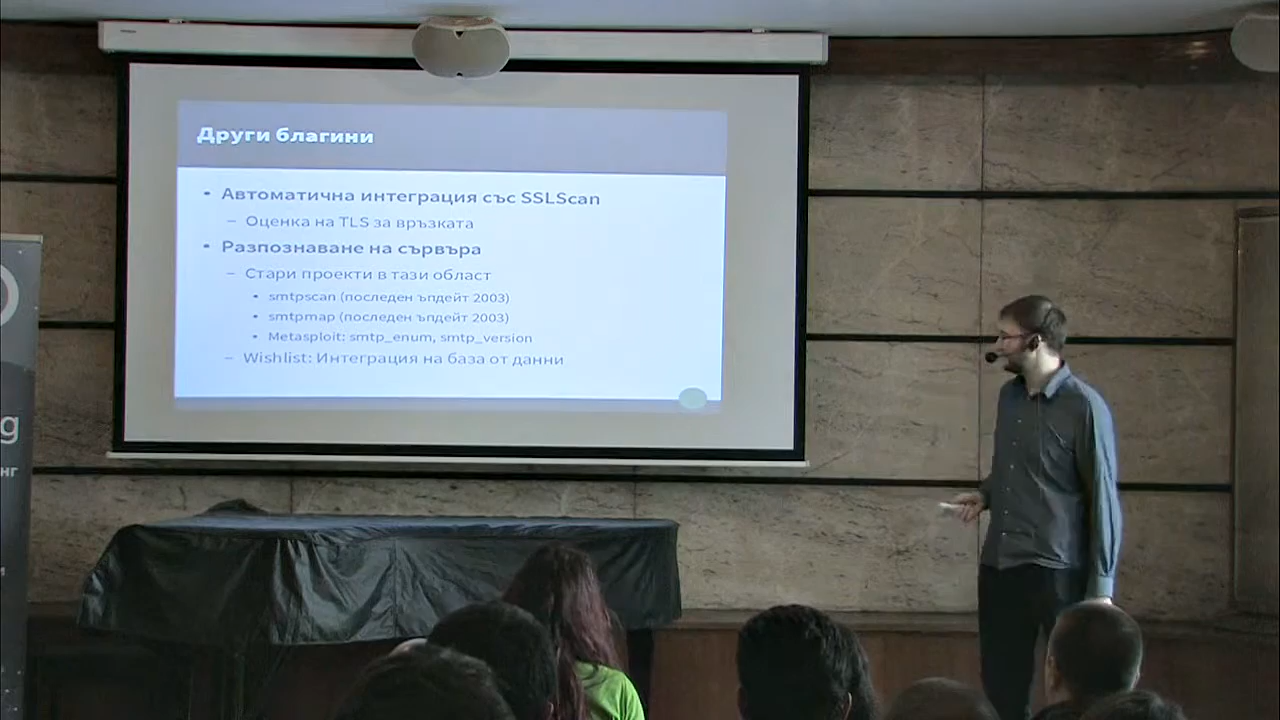 Други благини
• Автоматична интеграция със SSLScan
– Оценка на TLS за връзката
• Разпознаване на сървъра
– Стари проекти в тази област
• smtpscan (последен ъпдейт 2003)
• smtpmap (последен ъпдейт 2003)
• Metasploit: smtp_enum, smtp_version
– Wishlist: Интеграция на база от данни
g
нг